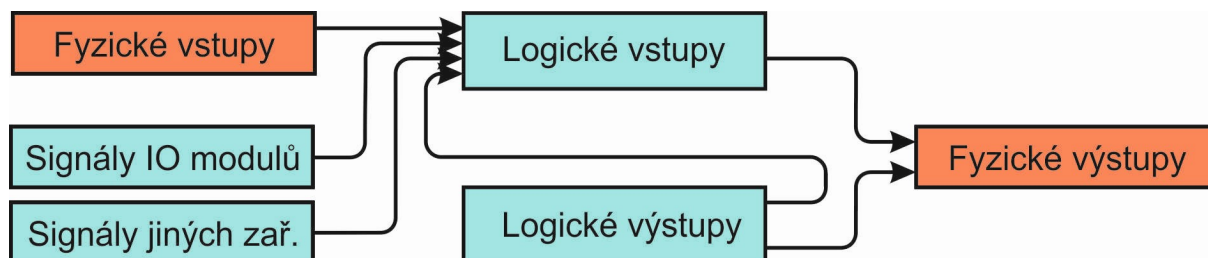 Fyzické vstupy
Logické vstupy
Signály IO modulů
Fyzické výstupy
Signály jiných zař.
Logické výstupy